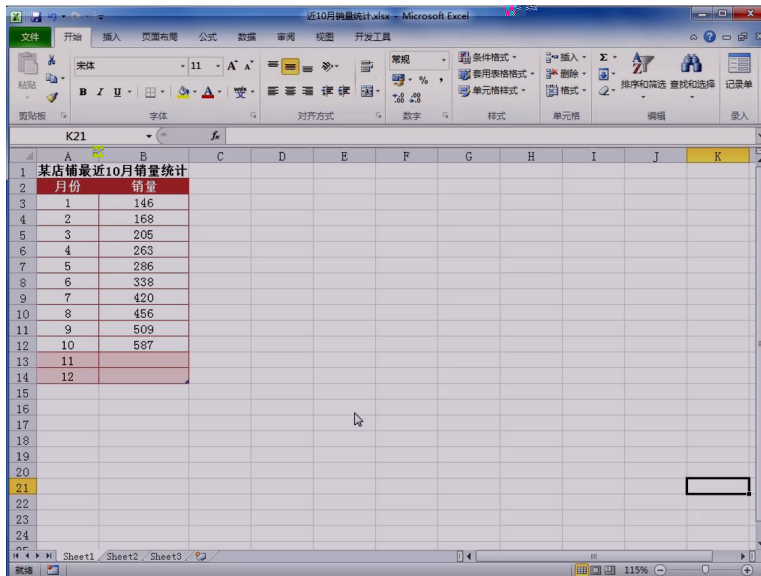 近10月销量统计.xlsx - Microsoft Excel
文件 开始 插入 页面布局 公式 数据 审阅 视图 开发工具
宋体 11 A A 常规 条件格式 插入 Σ
粘贴 B I U A 变 % , 套用表格格式 删除 排序和筛选 查找和选择 记录单
.00 .00 单元格样式 格式
剪贴板 字体 对齐方式 数字 样式 单元格 编辑 录入
K21 fx
A B C D E F G H I J K
1 某店铺最近10月销量统计
2 月份 销量
3 1 146
4 2 168
5 3 205
6 4 263
7 5 286
8 6 338
9 7 420
10 8 456
11 9 509
12 10 587
13 11
14 12
15
16
17
18
19
20
21
22
23
24
25
Sheet1 Sheet2 Sheet3
就绪 115%